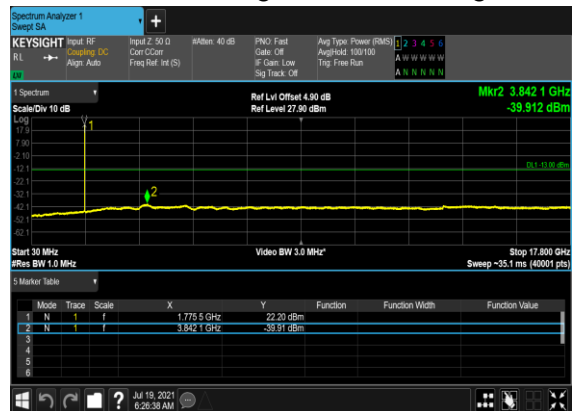 Spectrum Analyzer 1
Swept SA
+
KEYSIGHT Input: RF Input Z: 50 Ω #Atten: 40 dB PNO: Fast Avg Type: Power (RMS) 1 2 3 4 5 6
RL Coupling: DC Corr CCorr Gate: Off Avg|Hold: 100/100 A W W W W W
Align: Auto Freq Ref: Int (S) IF Gain: Low Trig: Free Run
LW Sig Track: Off A N N N N N
1 Spectrum Ref Lvl Offset 4.90 dB Mkr2 3.842 1 GHz
Scale/Div 10 dB Ref Level 27.90 dBm -39.912 dBm
Log
17.9
7.90
-2.10
-12.1
-22.1
-32.1
-42.1
-52.1
-62.1
1
DL1 -13.00 dBm
2
Start 30 MHz Video BW 3.0 MHz* Stop 17.800 GHz
#Res BW 1.0 MHz Sweep ~35.1 ms (40001 pts)
5 Marker Table
Mode Trace Scale X Y Function Function Width Function Value
1 N 1 f 1.775 5 GHz 22.20 dBm
2 N 1 f 3.842 1 GHz -39.91 dBm
3
4
5
6
? Jul 19, 2021
6:26:38 AM